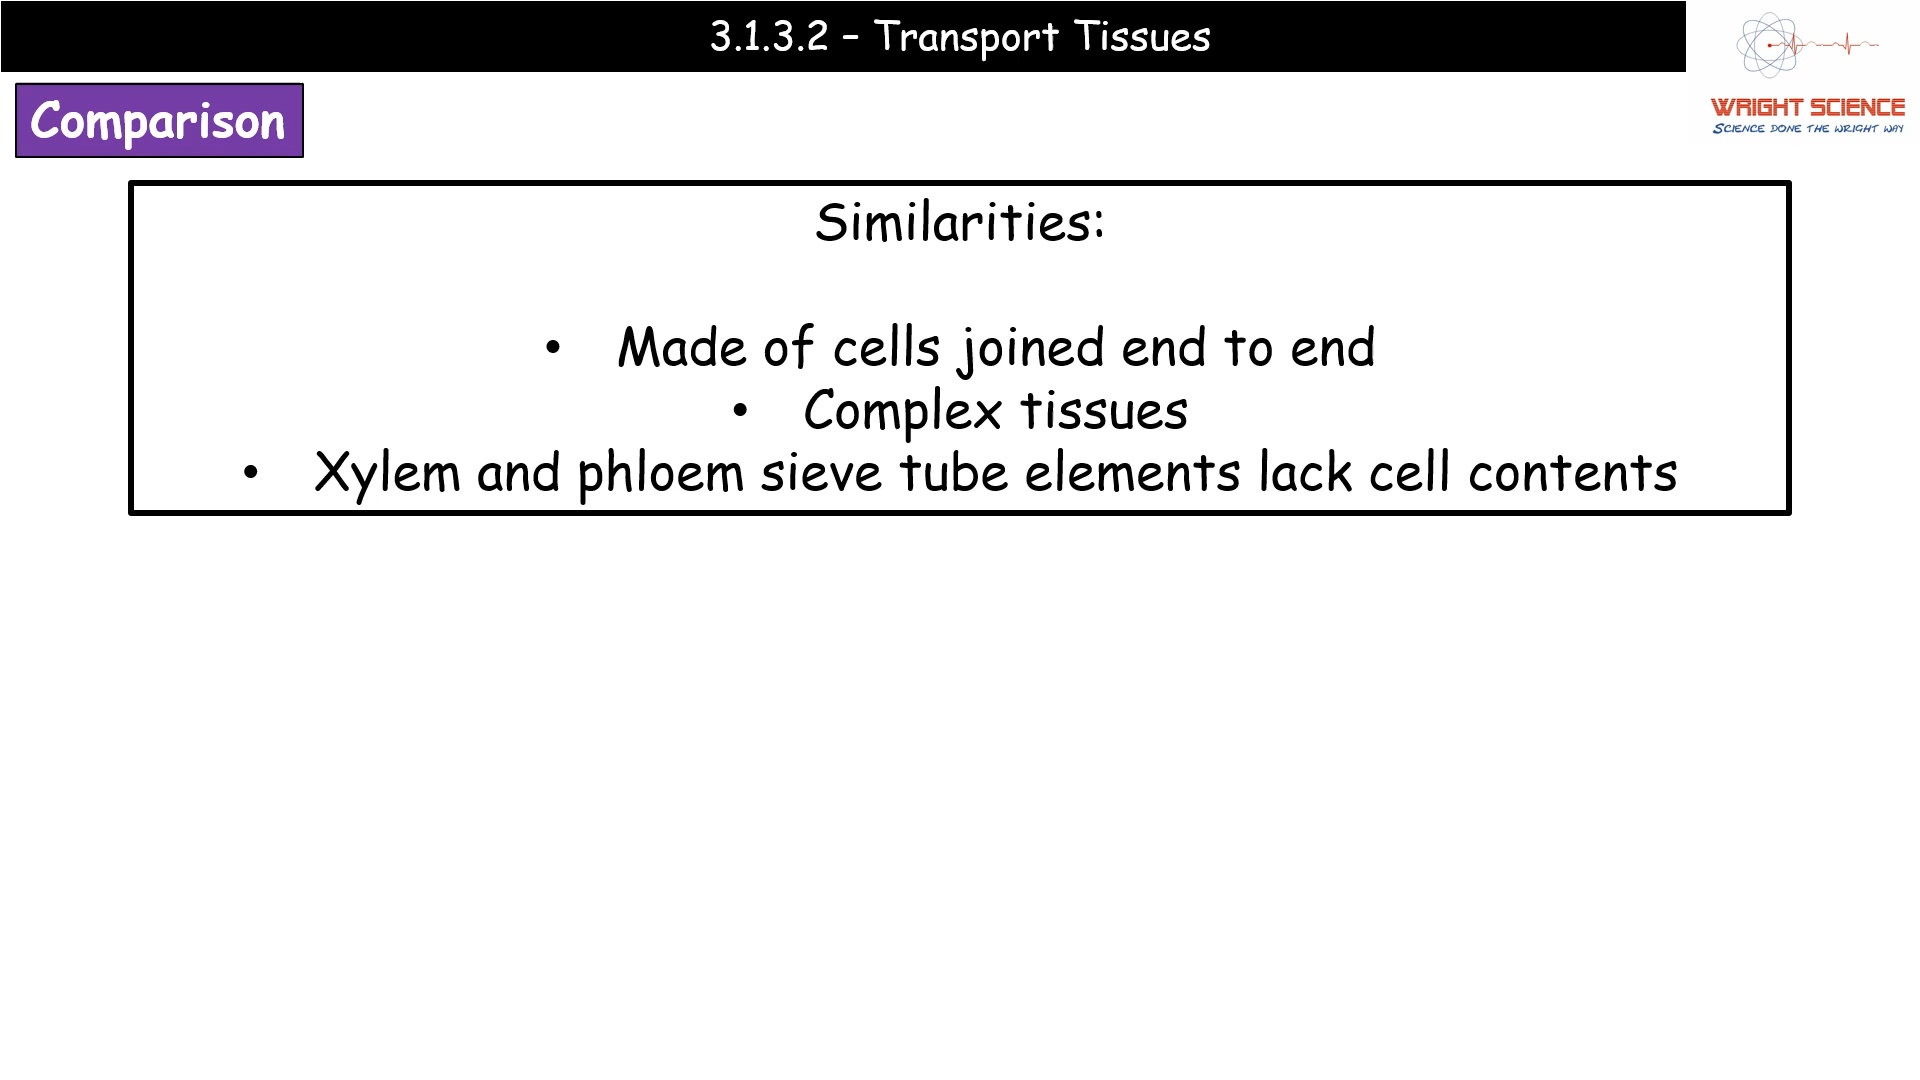 3.1.3.2 – Transport Tissues
WRIGHT SCIENCE
SCIENCE DONE THE WRIGHT WAY
Comparison
Similarities:
• Made of cells joined end to end
• Complex tissues
• Xylem and phloem sieve tube elements lack cell contents